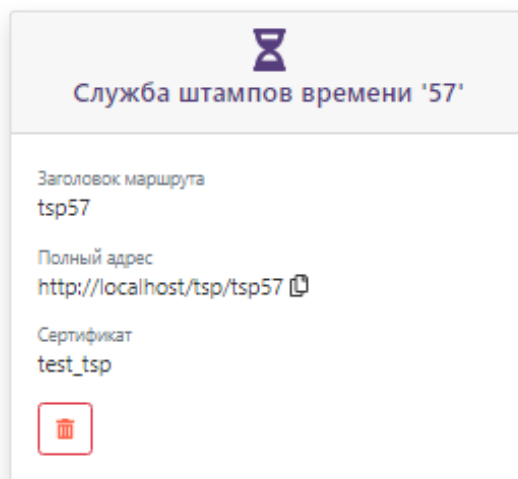 Служба штампов времени '57'
Заголовок маршрута
tsp57
Полный адрес
http://localhost/tsp/tsp57
Сертификат
test_tsp